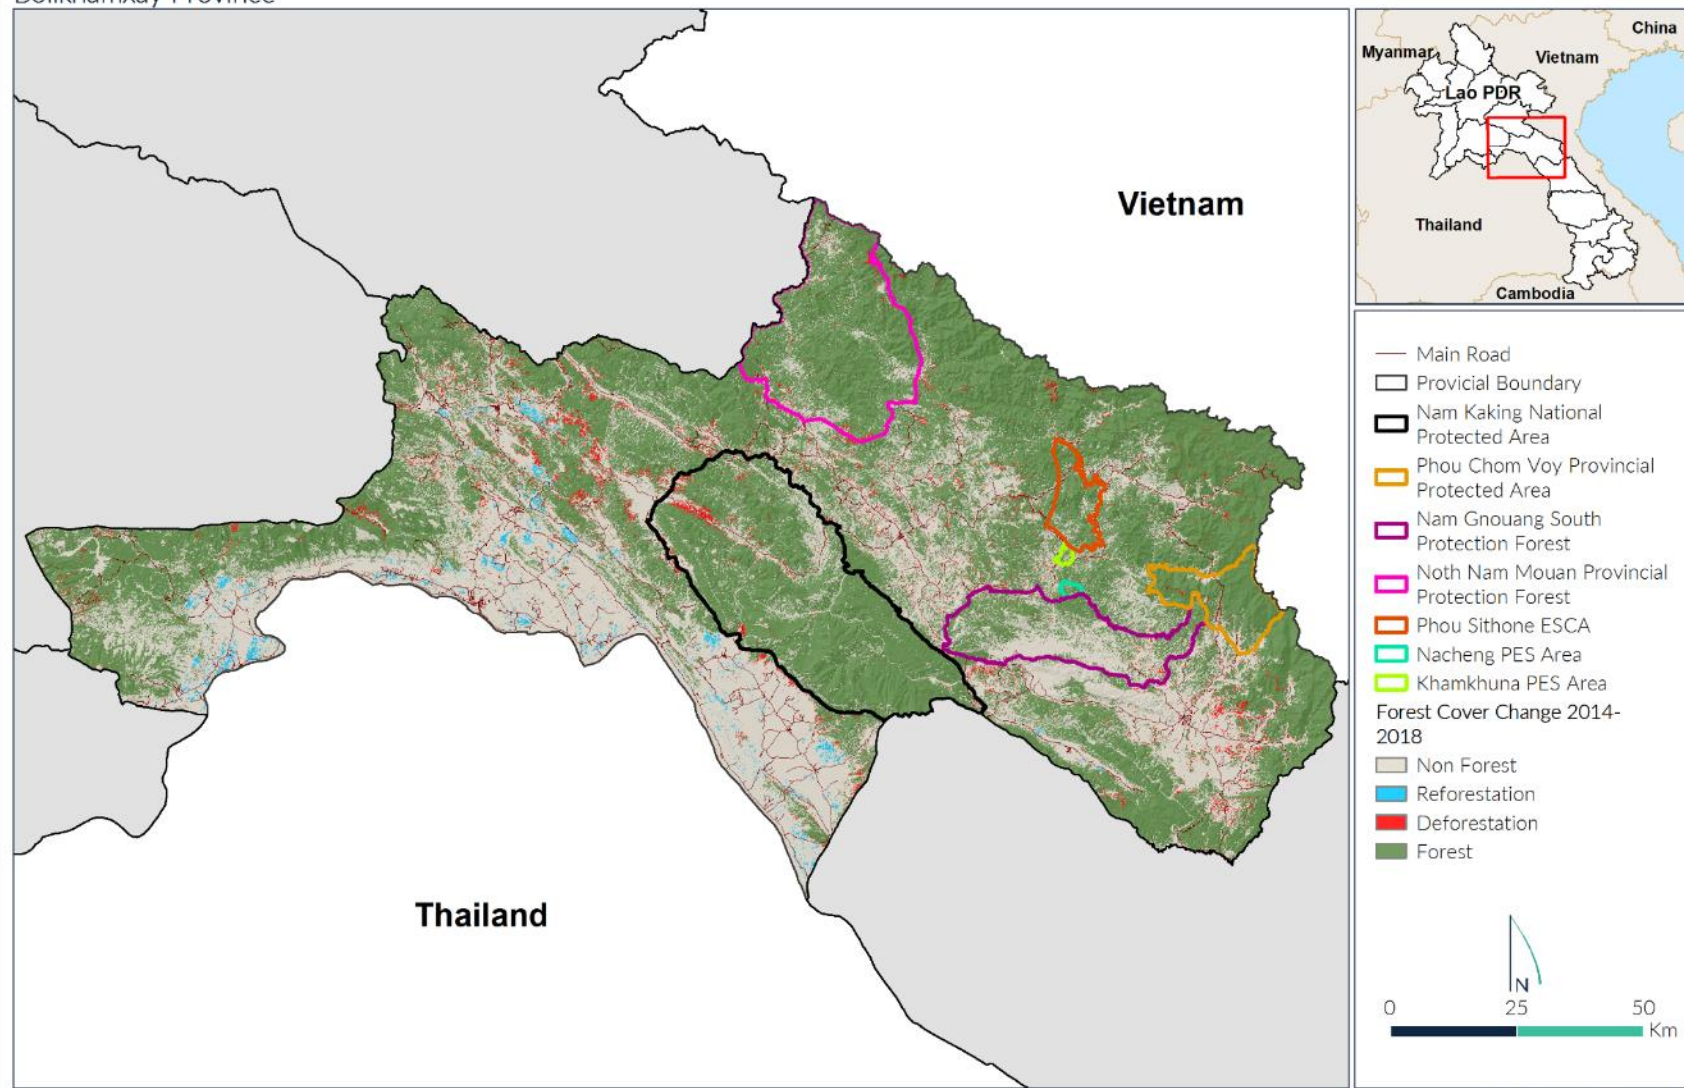 Bolikhamxay Province
Vietnam
Thailand
China
Myanmar
Vietnam
Lao PDR
Thailand
Cambodia
Main Road
Provicial Boundary
Nam Kaking National
Protected Area
Phou Chom Voy Provincial
Protected Area
Nam Gnouang South
Protection Forest
Noth Nam Mouan Provincial
Protection Forest
Phou Sithone ESCA
Nacheng PES Area
Khamkhuna PES Area
Forest Cover Change 2014-
2018
Non Forest
Reforestation
Deforestation
Forest
N
0 25 50
Km